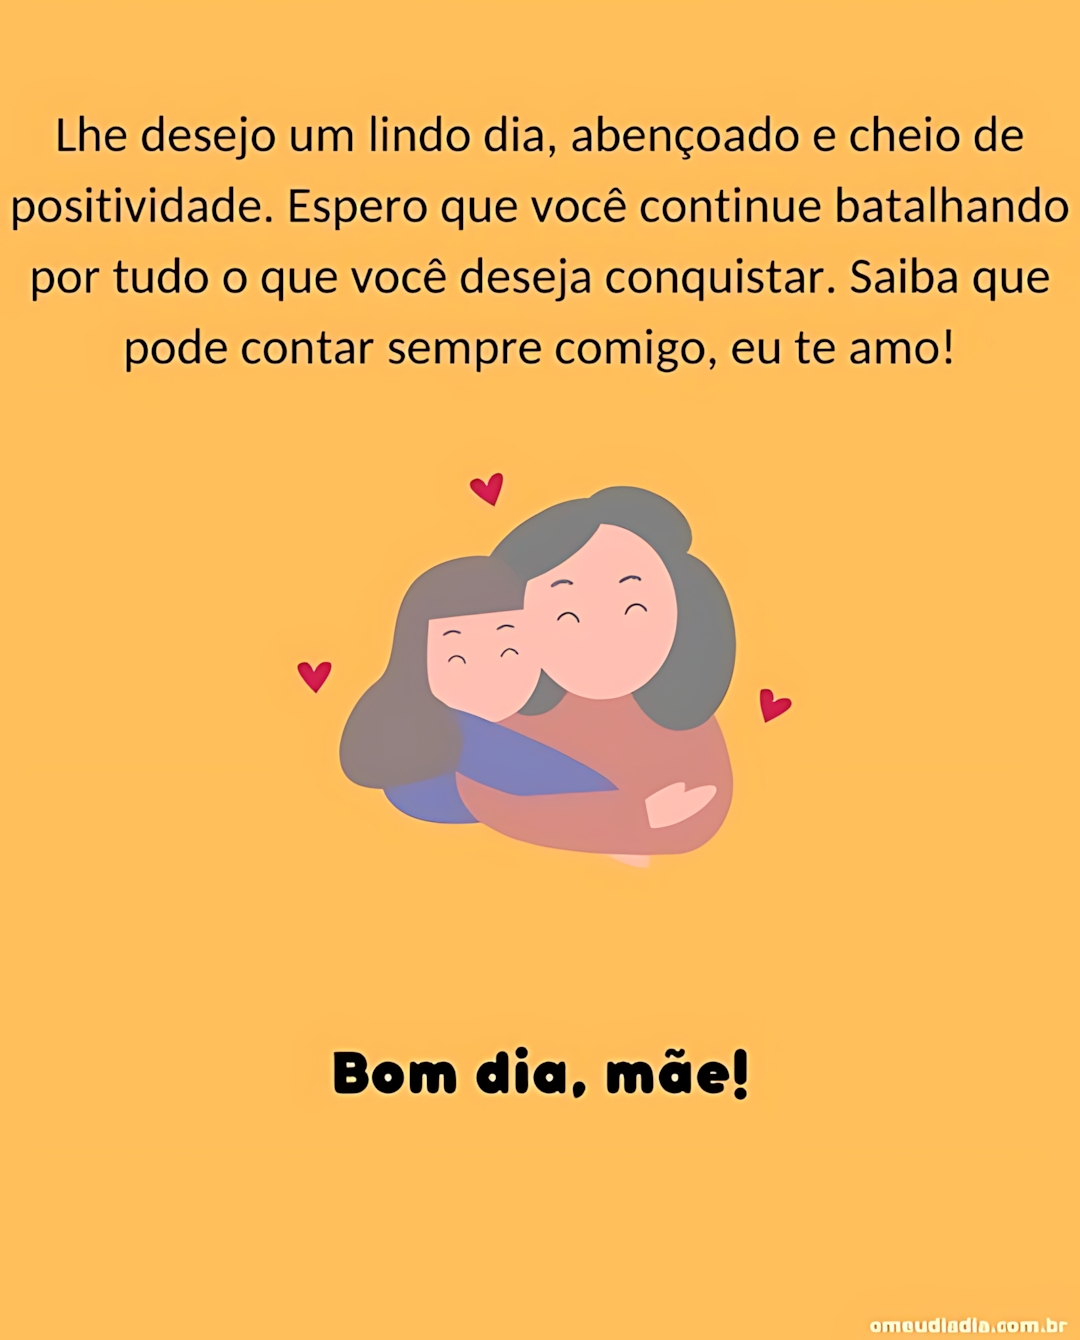 Lhe desejo um lindo dia, abençoado e cheio de
positividade. Espero que você continue batalhando
por tudo o que você deseja conquistar. Saiba que
pode contar sempre comigo, eu te amo!
Bom dia, mãe!
omeudiadia.com.br